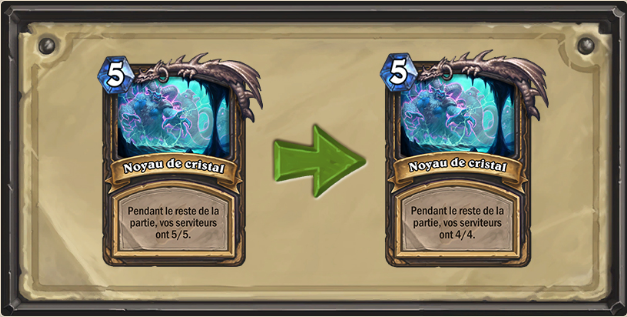 5
Noyau de cristal
Pendant le reste de la
partie, vos serviteurs
ont 5/5.
5
Noyau de cristal
Pendant le reste de la
partie, vos serviteurs
ont 4/4.